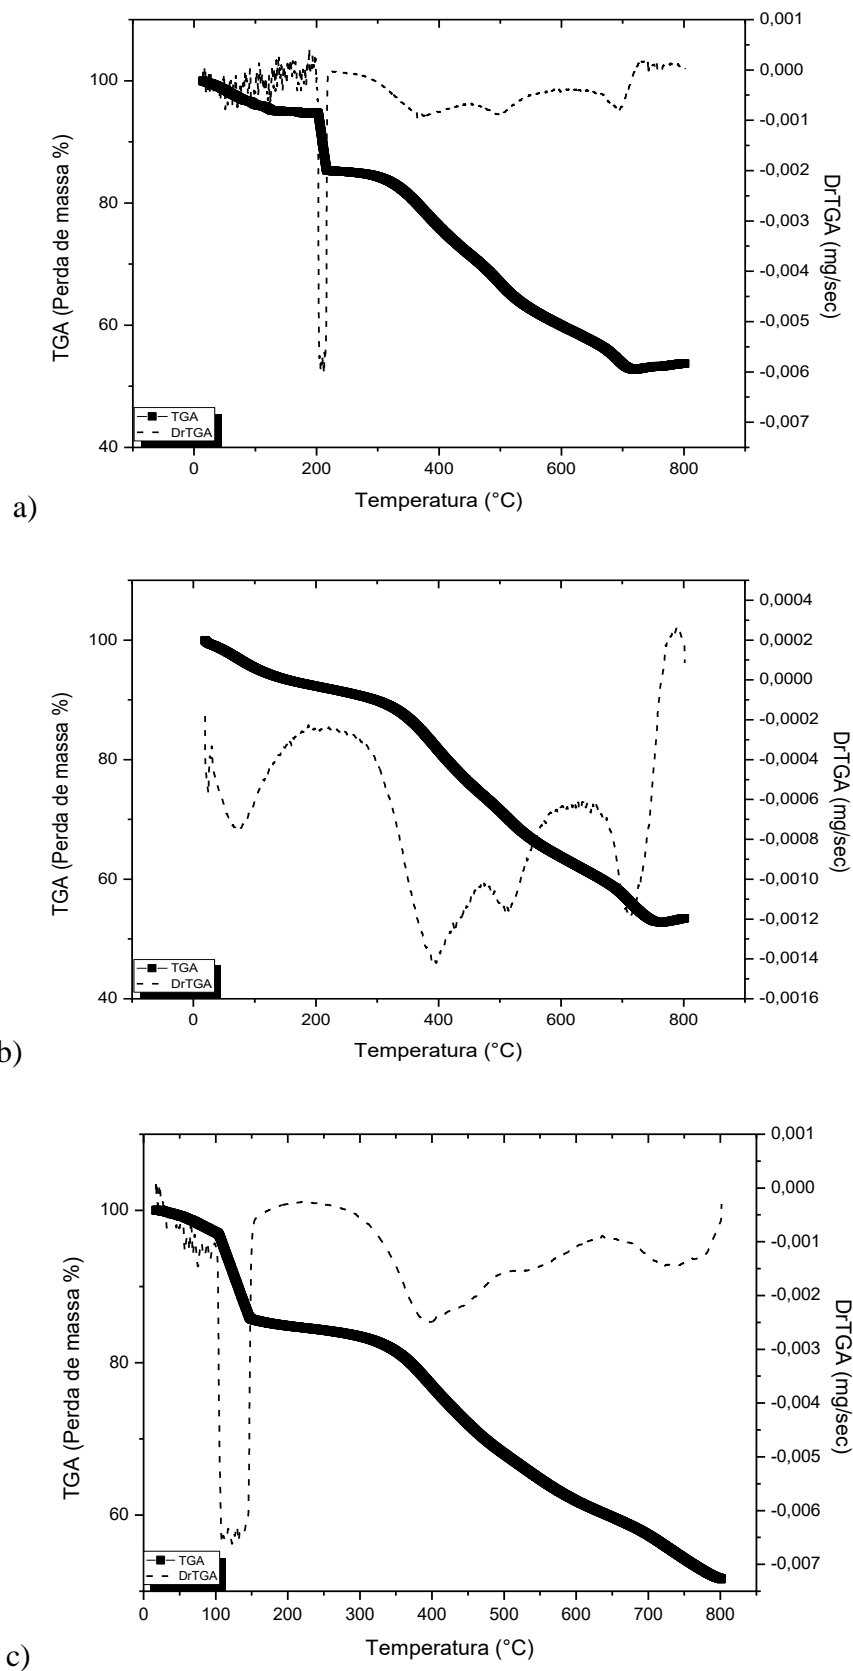 0,001
0,000
-0,001
-0,002
-0,003
-0,004
-0,005
-0,006
-0,007
100
80
60
40
TGA (Perda de massa %)
DrTGA (mg/sec)
TGA
DrTGA
0 200 400 600 800
Temperatura (°C)
a)
0,0004
0,0002
0,0000
-0,0002
-0,0004
-0,0006
-0,0008
-0,0010
-0,0012
-0,0014
-0,0016
100
80
60
40
TGA (Perda de massa %)
DrTGA (mg/sec)
TGA
DrTGA
0 200 400 600 800
Temperatura (°C)
b)
0,001
0,000
-0,001
-0,002
-0,003
-0,004
-0,005
-0,006
-0,007
100
80
60
TGA (Perda de massa %)
DrTGA (mg/sec)
TGA
DrTGA
0 100 200 300 400 500 600 700 800
Temperatura (°C)
c)